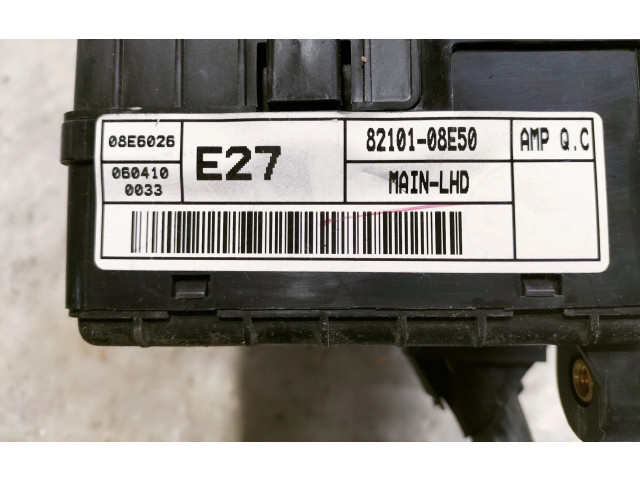 08E6026
E27
82101-08E50
AMP Q.C
060410
0033
MAIN-LHD